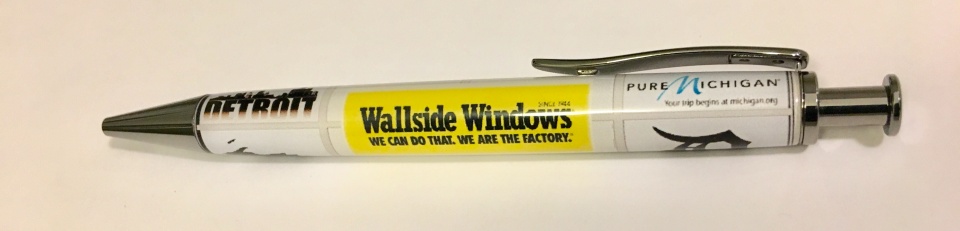 DETROIT
SINCE 1944
Wallside Windows
WE CAN DO THAT. WE ARE THE FACTORY.
PURE MICHIGAN
Your trip begins at michigan.org